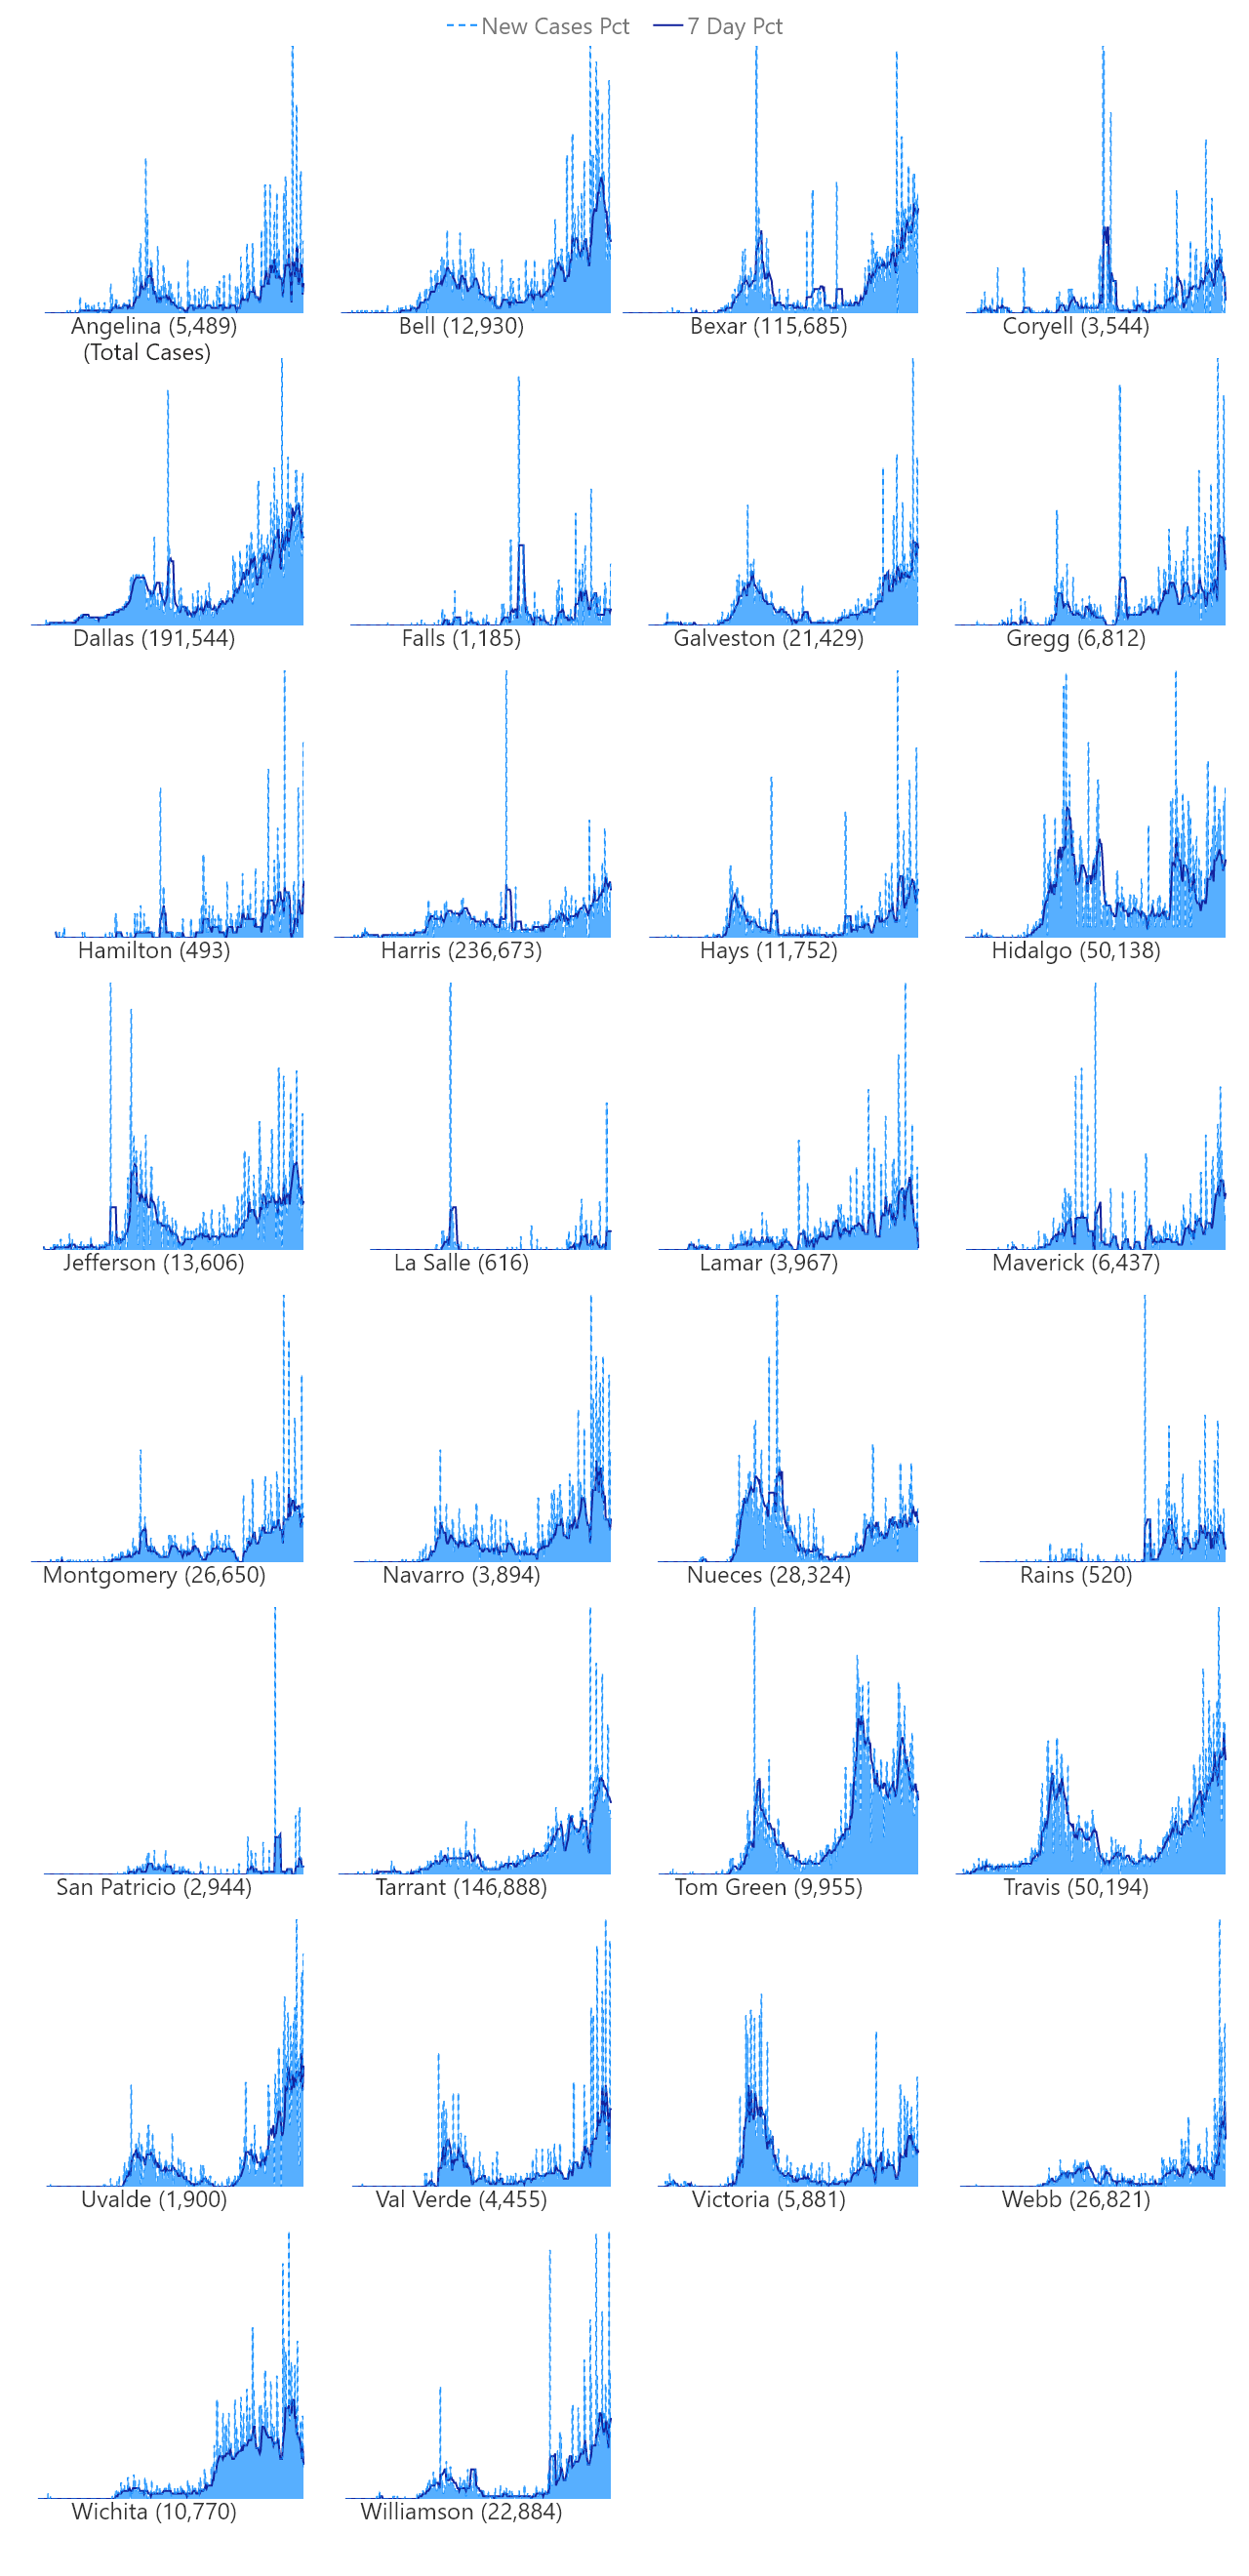 New Cases Pct 7 Day Pct
Angelina (5,489) Bell (12,930) Bexar (115,685) Coryell (3,544)
(Total Cases)
Dallas (191,544) Falls (1,185) Galveston (21,429) Gregg (6,812)
Hamilton (493) Harris (236,673) Hays (11,752) Hidalgo (50,138)
Jefferson (13,606) La Salle (616) Lamar (3,967) Maverick (6,437)
Montgomery (26,650) Navarro (3,894) Nueces (28,324) Rains (520)
San Patricio (2,944) Tarrant (146,888) Tom Green (9,955) Travis (50,194)
Uvalde (1,900) Val Verde (4,455) Victoria (5,881) Webb (26,821)
Wichita (10,770) Williamson (22,884)